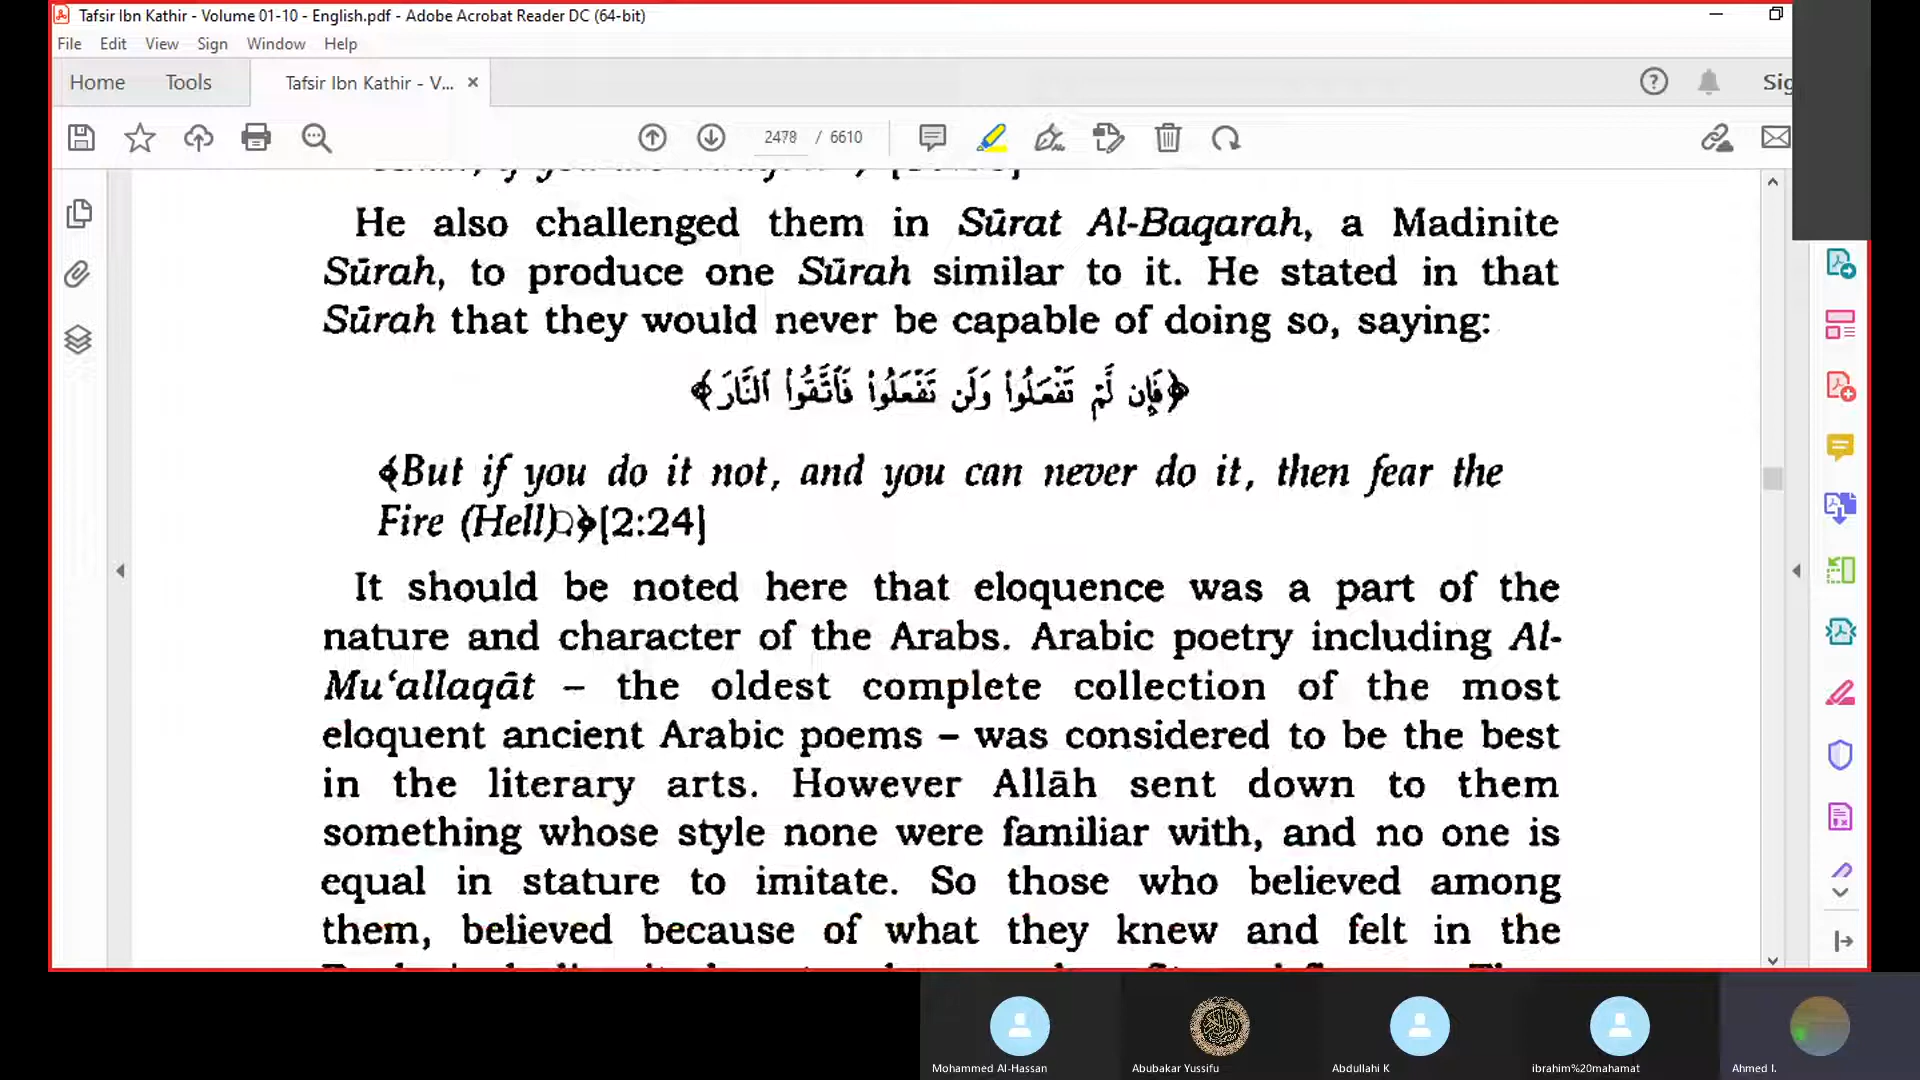 Tafsir Ibn Kathir - Volume 01-10 - English.pdf - Adobe Acrobat Reader DC (64-bit)
File Edit View Sign Window Help
Home Tools Tafsir Ibn Kathir - V... ×
Sig
2478 / 6610
He also challenged them in Sūrat Al-Baqarah, a Madinite
Sūrah, to produce one Sūrah similar to it. He stated in that
Sūrah that they would never be capable of doing so, saying:
﴿فَإِن لَّمْ تَفْعَلُوا۟ وَلَن تَفْعَلُوا۟ فَٱتَّقُوا۟ ٱلنَّارَ﴾
﴾But if you do it not, and you can never do it, then fear the
Fire (Hell)﴿[2:24]
It should be noted here that eloquence was a part of the
nature and character of the Arabs. Arabic poetry including Al-
Mu‘allaqāt – the oldest complete collection of the most
eloquent ancient Arabic poems – was considered to be the best
in the literary arts. However Allāh sent down to them
something whose style none were familiar with, and no one is
equal in stature to imitate. So those who believed among
them, believed because of what they knew and felt in the
Mohammed Al-Hassan
Abubakar Yussifu
Abdullahi K
ibrahim%20mahamat
Ahmed I.